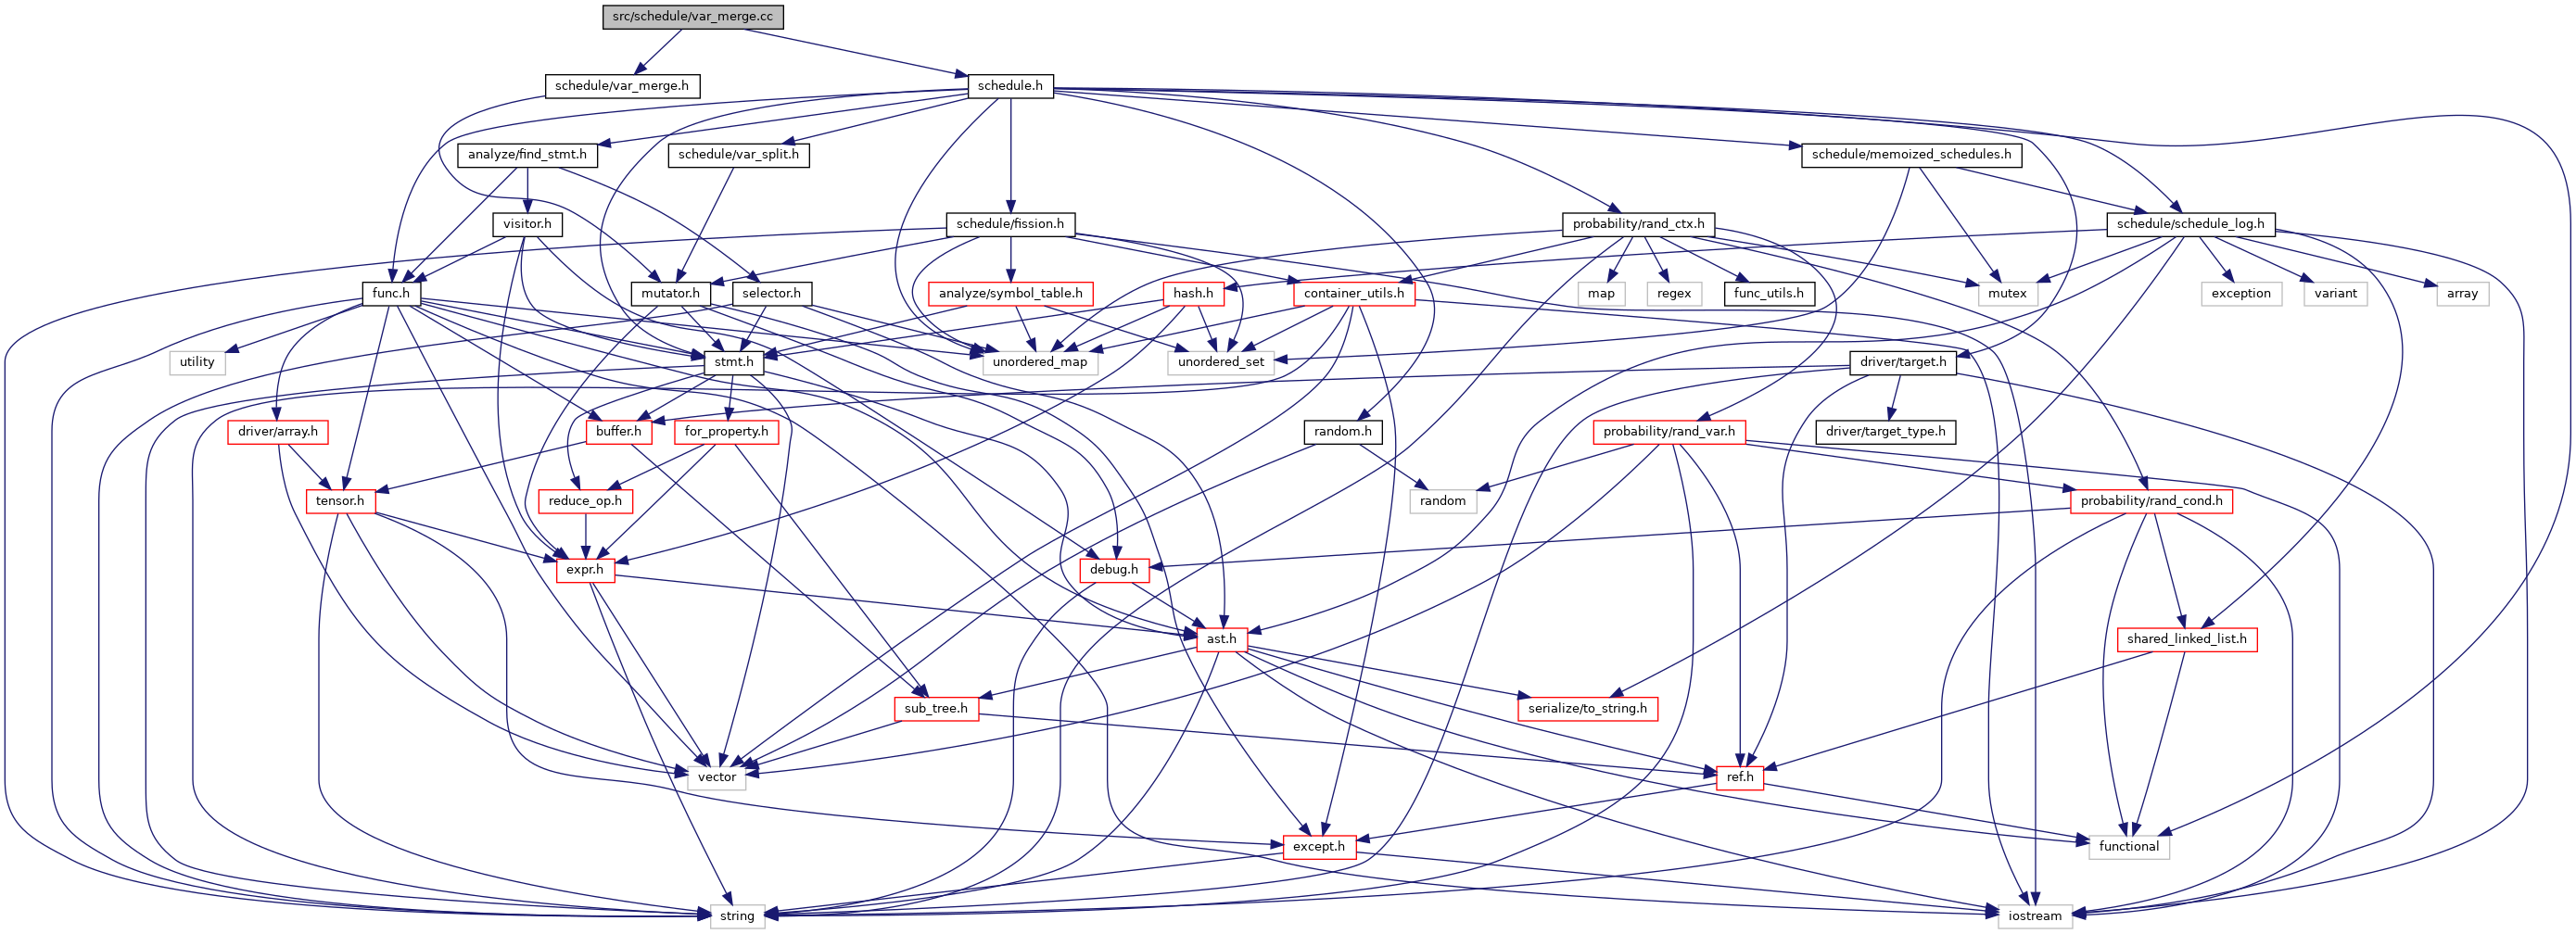 src/schedule/var_merge.cc
schedule/var_merge.h
schedule.h
analyze/find_stmt.h
schedule/var_split.h
schedule/memoized_schedules.h
visitor.h
schedule/fission.h
probability/rand_ctx.h
schedule/schedule_log.h
func.h
mutator.h
selector.h
analyze/symbol_table.h
hash.h
container_utils.h
map
regex
func_utils.h
mutex
exception
variant
array
utility
stmt.h
unordered_map
unordered_set
driver/target.h
driver/array.h
buffer.h
for_property.h
random.h
probability/rand_var.h
driver/target_type.h
tensor.h
reduce_op.h
random
probability/rand_cond.h
expr.h
debug.h
ast.h
shared_linked_list.h
sub_tree.h
serialize/to_string.h
vector
ref.h
except.h
functional
string
iostream